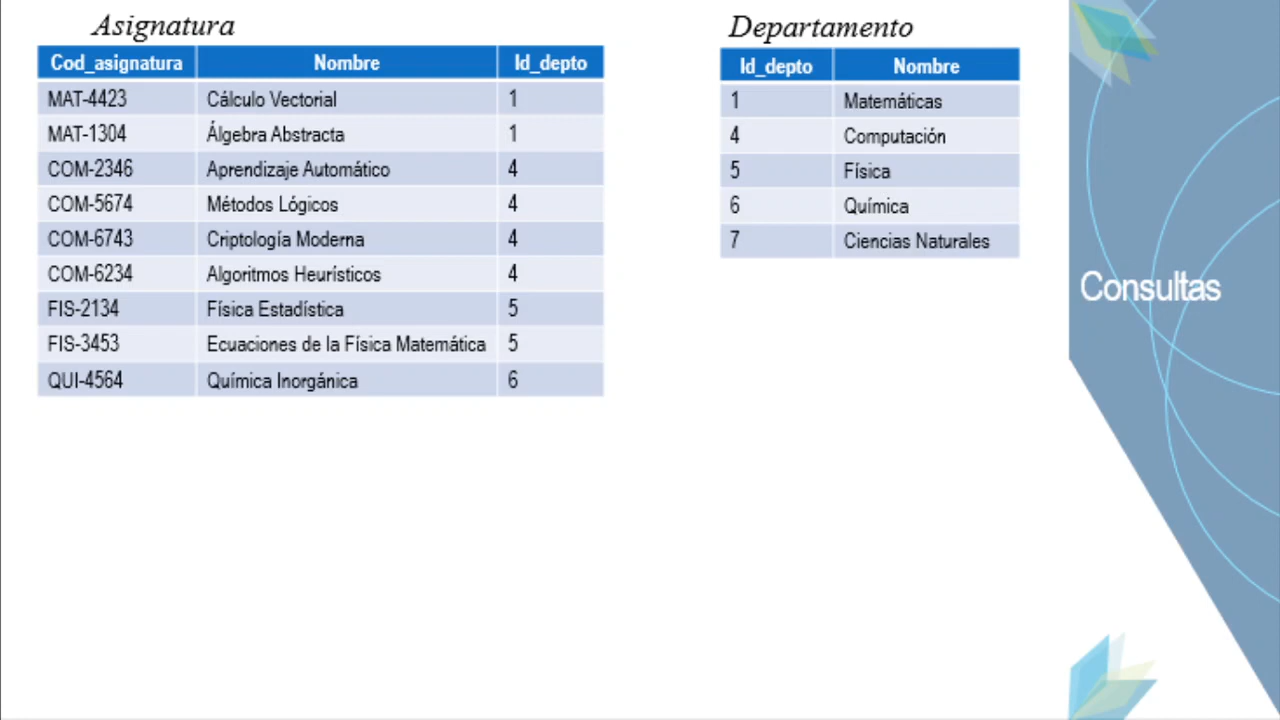 Asignatura
Cod_asignatura Nombre Id_depto
MAT-4423 Cálculo Vectorial 1
MAT-1304 Álgebra Abstracta 1
COM-2346 Aprendizaje Automático 4
COM-5674 Métodos Lógicos 4
COM-6743 Criptología Moderna 4
COM-6234 Algoritmos Heurísticos 4
FIS-2134 Física Estadística 5
FIS-3453 Ecuaciones de la Física Matemática 5
QUI-4564 Química Inorgánica 6
Departamento
Id_depto Nombre
1 Matemáticas
4 Computación
5 Física
6 Química
7 Ciencias Naturales
Consultas